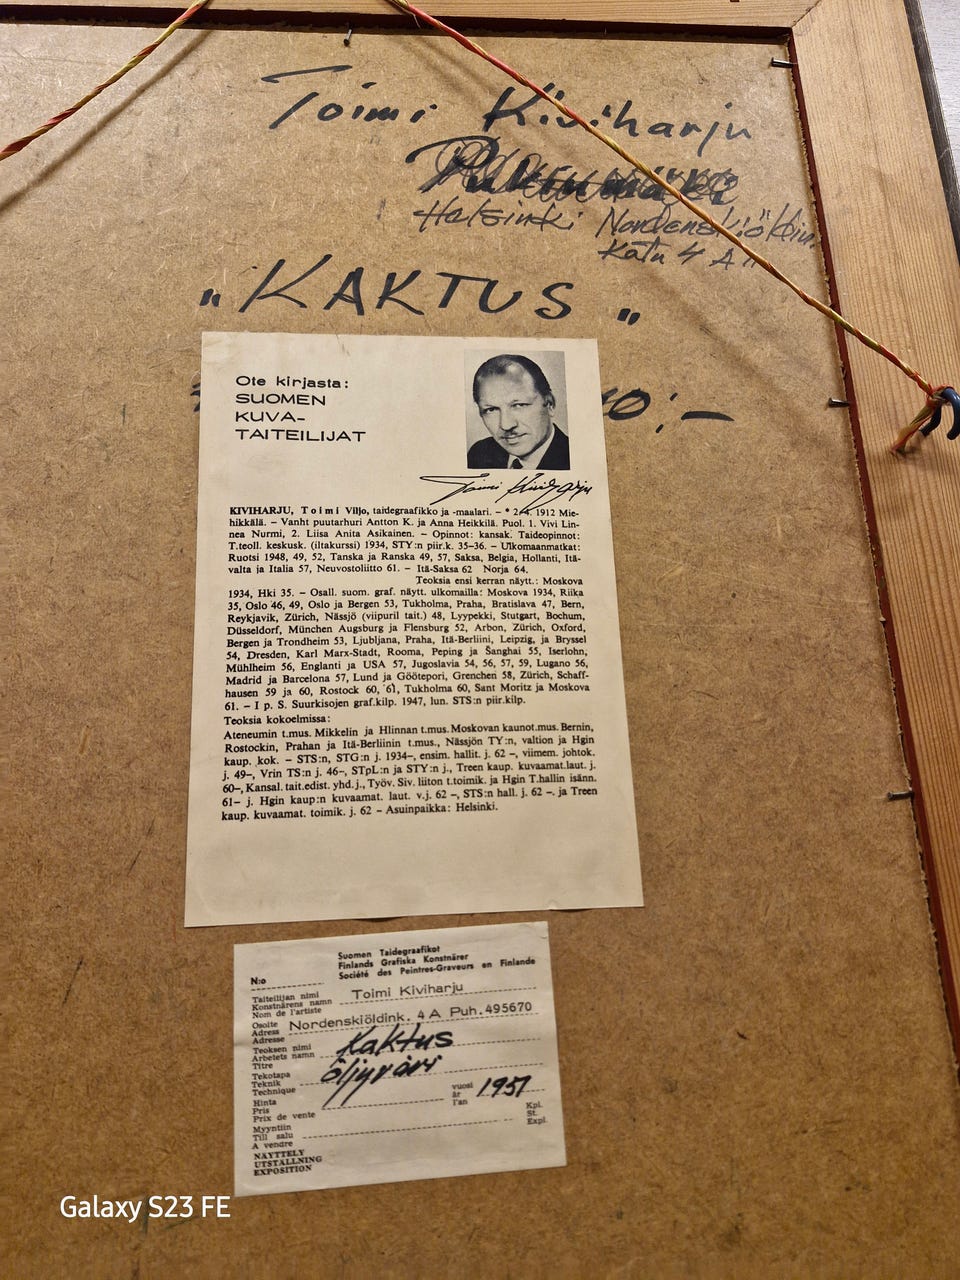 Toimi Kiviharju
Helsinki Nordenskiöldin
Katu 4 A
"KAKTUS"
0:-
Ote kirjasta:
SUOMEN
KUVA-
TAITEILIJAT
Toimi Kiviharju
KIVIHARJU, Toimi Viljo, taidegraafikko ja -maalari. – * 2.4. 1912 Mie-
hikkälä. – Vanht puutarhuri Antton K. ja Anna Heikkilä. Puol. 1. Vivi Lin-
nea Nurmi, 2. Liisa Anita Asikainen. – Opinnot: kansak. Taideopinnot:
T.teoll. keskusk. (iltakurssi) 1934, STY:n piir.k. 35–36. – Ulkomaanmatkat:
Ruotsi 1948, 49, 52, Tanska ja Ranska 49, 57, Saksa, Belgia, Hollanti, Itä-
valta ja Italia 57, Neuvostoliitto 61. – Itä-Saksa 62 Norja 64.
Teoksia ensi kerran näytt.: Moskova
1934, Hki 35. – Osall. suom. graf. näytt. ulkomailla: Moskova 1934, Riika
35, Oslo 46, 49, Oslo ja Bergen 53, Tukholma, Praha, Bratislava 47, Bern,
Reykjavik, Zürich, Nässjö (viipuril tait.) 48, Lyypekki, Stutgart, Bochum,
Düsseldorf, München Augsburg ja Flensburg 52, Arbon, Zürich, Oxford,
Bergen ja Trondheim 53, Ljubljana, Praha, Itä-Berliini, Leipzig, ja Bryssel
54, Dresden, Karl Marx-Stadt, Rooma, Peping ja Šanghai 55, Iserlohn,
Mühlheim 56, Englanti ja USA 57, Jugoslavia 54, 56, 57, 59, Lugano 56,
Madrid ja Barcelona 57, Lund ja Göötepori, Grenchen 58, Zürich, Schaff-
hausen 59 ja 60, Rostock 60, 61, Tukholma 60, Sant Moritz ja Moskova
61. – I p. S. Suurkisojen graf.kilp. 1947, lun. STS:n piir.kilp.
Teoksia kokoelmissa:
Ateneumin t.mus. Mikkelin ja Hlinnan t.mus. Moskovan kaunot.mus. Bernin,
Rostockin, Prahan ja Itä-Berliinin t.mus., Nässjön TY:n, valtion ja Hgin
kaup. kok. – STS:n, STG:n j. 1934–, ensim. hallit. j. 62 –, viimem. johtok.
j. 49–, Vrin TS:n j. 46–, STpL:n ja STY:n j., Treen kaup. kuvaamat.laut. j.
60–, Kansal. tait.edist. yhd. j., Työv. Siv. liiton t.toimik. ja Hgin T.hallin isänn.
61– j. Hgin kaup:n kuvaamat. laut. v.j. 62 –, STS:n hall. j. 62 –. ja Treen
kaup. kuvaamat. toimik. j. 62 – Asuinpaikka: Helsinki.
Suomen Taidegraafikot
Finlands Grafiska Konstnärer
Société des Peintres-Graveurs en Finlande
N:o
Taiteilijan nimi
Konstnärens namn Toimi Kiviharju
Nom de l'artiste
Osoite
Adress Nordenskiöldink. 4 A Puh. 495670
Adresse
Teoksen nimi
Arbetets namn Kaktus
Titre
Tekotapa
Teknik öljyväri
Technique
Hinta vuosi
Pris år 1957
Prix de vente l'an
Kpl.
Myyntiin St.
Till salu Expl.
A vendre
NÄYTTELY
UTSTÄLLNING
EXPOSITION
Galaxy S23 FE